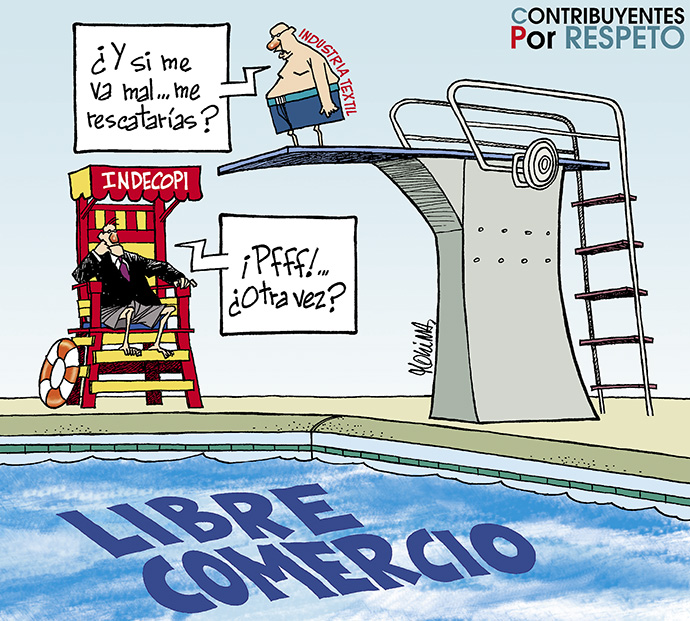 CONTRIBUYENTES
Por RESPETO
¿Y si me
va mal... me
rescatarías?
INDUSTRIA TEXTIL
INDECOPI
¡Pfff!...
¿Otra vez?
LIBRE
COMERCIO